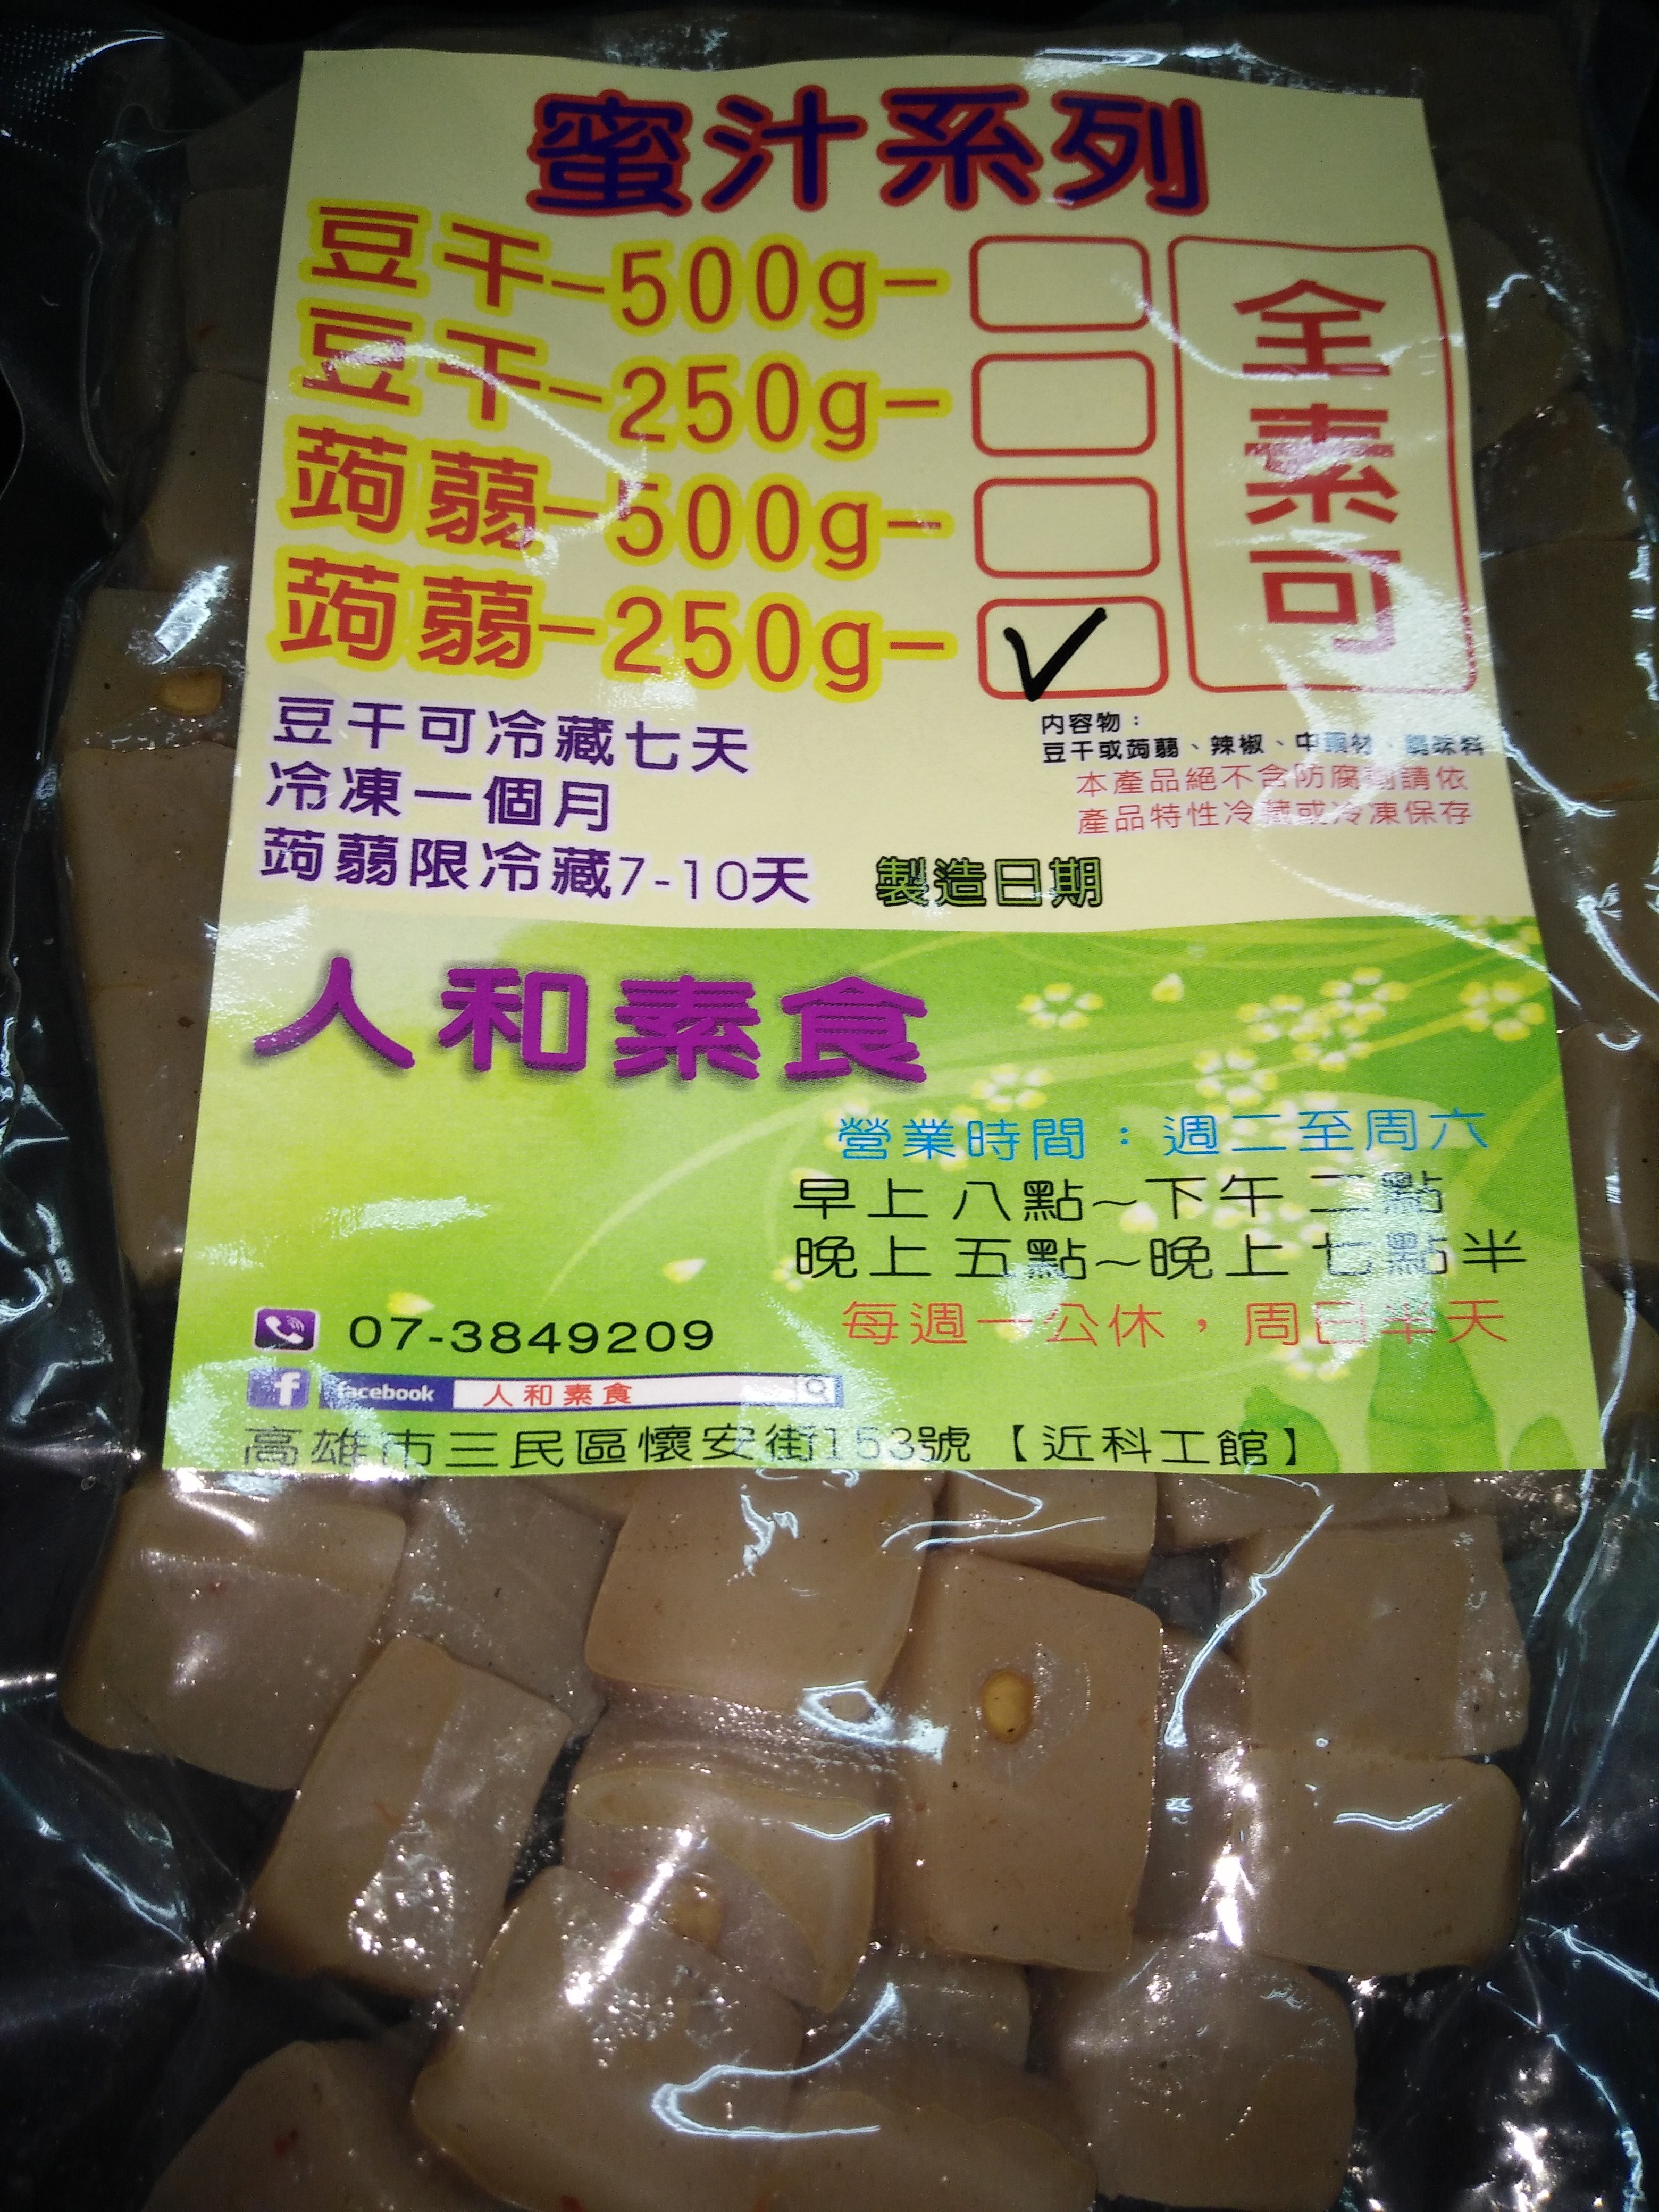 蜜汁系列
豆干-500g-
豆干-250g-
蒟蒻-500g-
蒟蒻-250g-
全素可
豆干可冷藏七天
冷凍一個月
蒟蒻限冷藏7-10天
內容物：
豆干或蒟蒻、辣椒、中藥材、調味料
本產品絕不含防腐劑請依
產品特性冷藏或冷凍保存
製造日期
人和素食
營業時間：週二至周六
早上 八點~下午 二點
晚上 五點~晚上 七點半
每週一公休，周日半天
07-3849209
facebook 人和素食
高雄市三民區懷安街153號【近科工館】